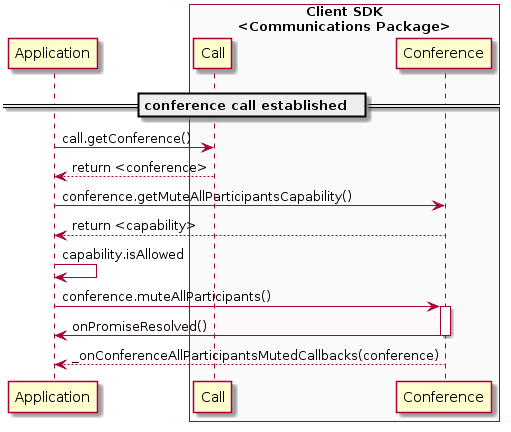 Client SDK
<Communications Package>
Application
Call
Conference
conference call established
call.getConference()
return <conference>
conference.getMuteAllParticipantsCapability()
return <capability>
capability.isAllowed
conference.muteAllParticipants()
onPromiseResolved()
_onConferenceAllParticipantsMutedCallbacks(conference)
Application
Call
Conference